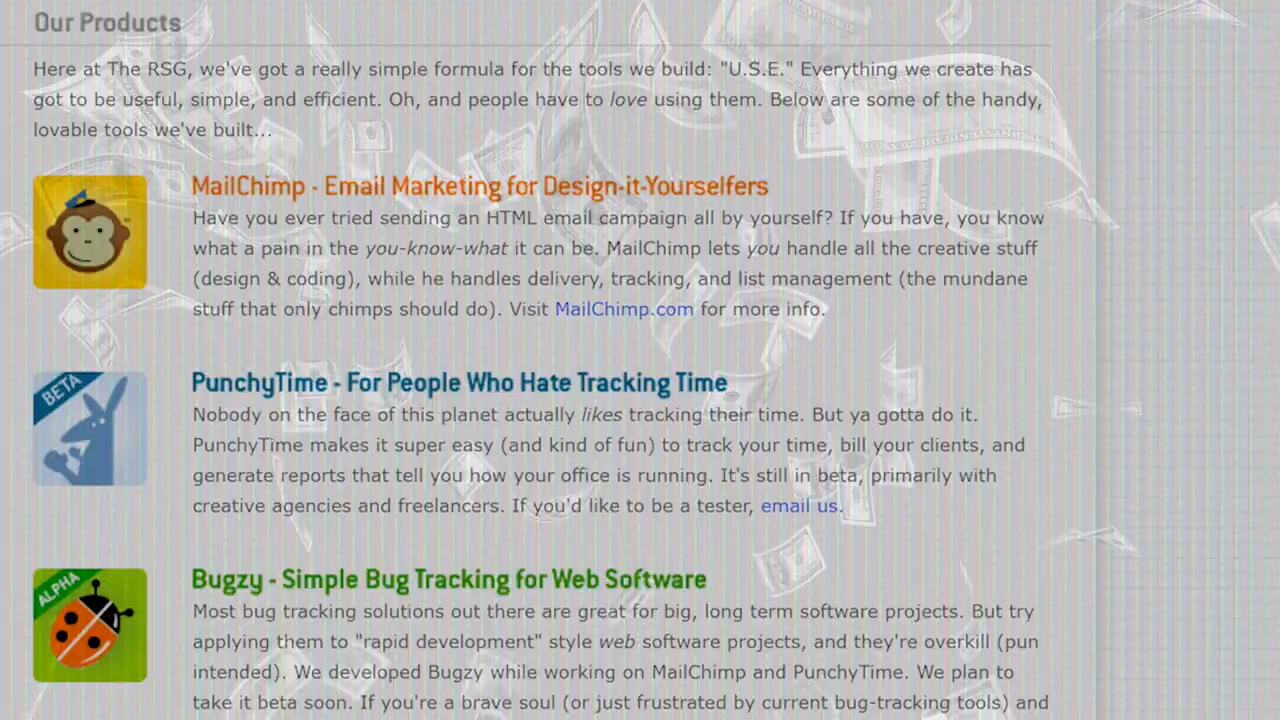 Our Products
Here at The RSG, we've got a really simple formula for the tools we build: "U.S.E." Everything we create has
got to be useful, simple, and efficient. Oh, and people have to love using them. Below are some of the handy,
lovable tools we've built...
MailChimp - Email Marketing for Design-it-Yourselfers
Have you ever tried sending an HTML email campaign all by yourself? If you have, you know
what a pain in the you-know-what it can be. MailChimp lets you handle all the creative stuff
(design & coding), while he handles delivery, tracking, and list management (the mundane
stuff that only chimps should do). Visit MailChimp.com for more info.
BETA
PunchyTime - For People Who Hate Tracking Time
Nobody on the face of this planet actually likes tracking their time. But ya gotta do it.
PunchyTime makes it super easy (and kind of fun) to track your time, bill your clients, and
generate reports that tell you how your office is running. It's still in beta, primarily with
creative agencies and freelancers. If you'd like to be a tester, email us.
ALPHA
Bugzy - Simple Bug Tracking for Web Software
Most bug tracking solutions out there are great for big, long term software projects. But try
applying them to "rapid development" style web software projects, and they're overkill (pun
intended). We developed Bugzy while working on MailChimp and PunchyTime. We plan to
take it beta soon. If you're a brave soul (or just frustrated by current bug-tracking tools) and